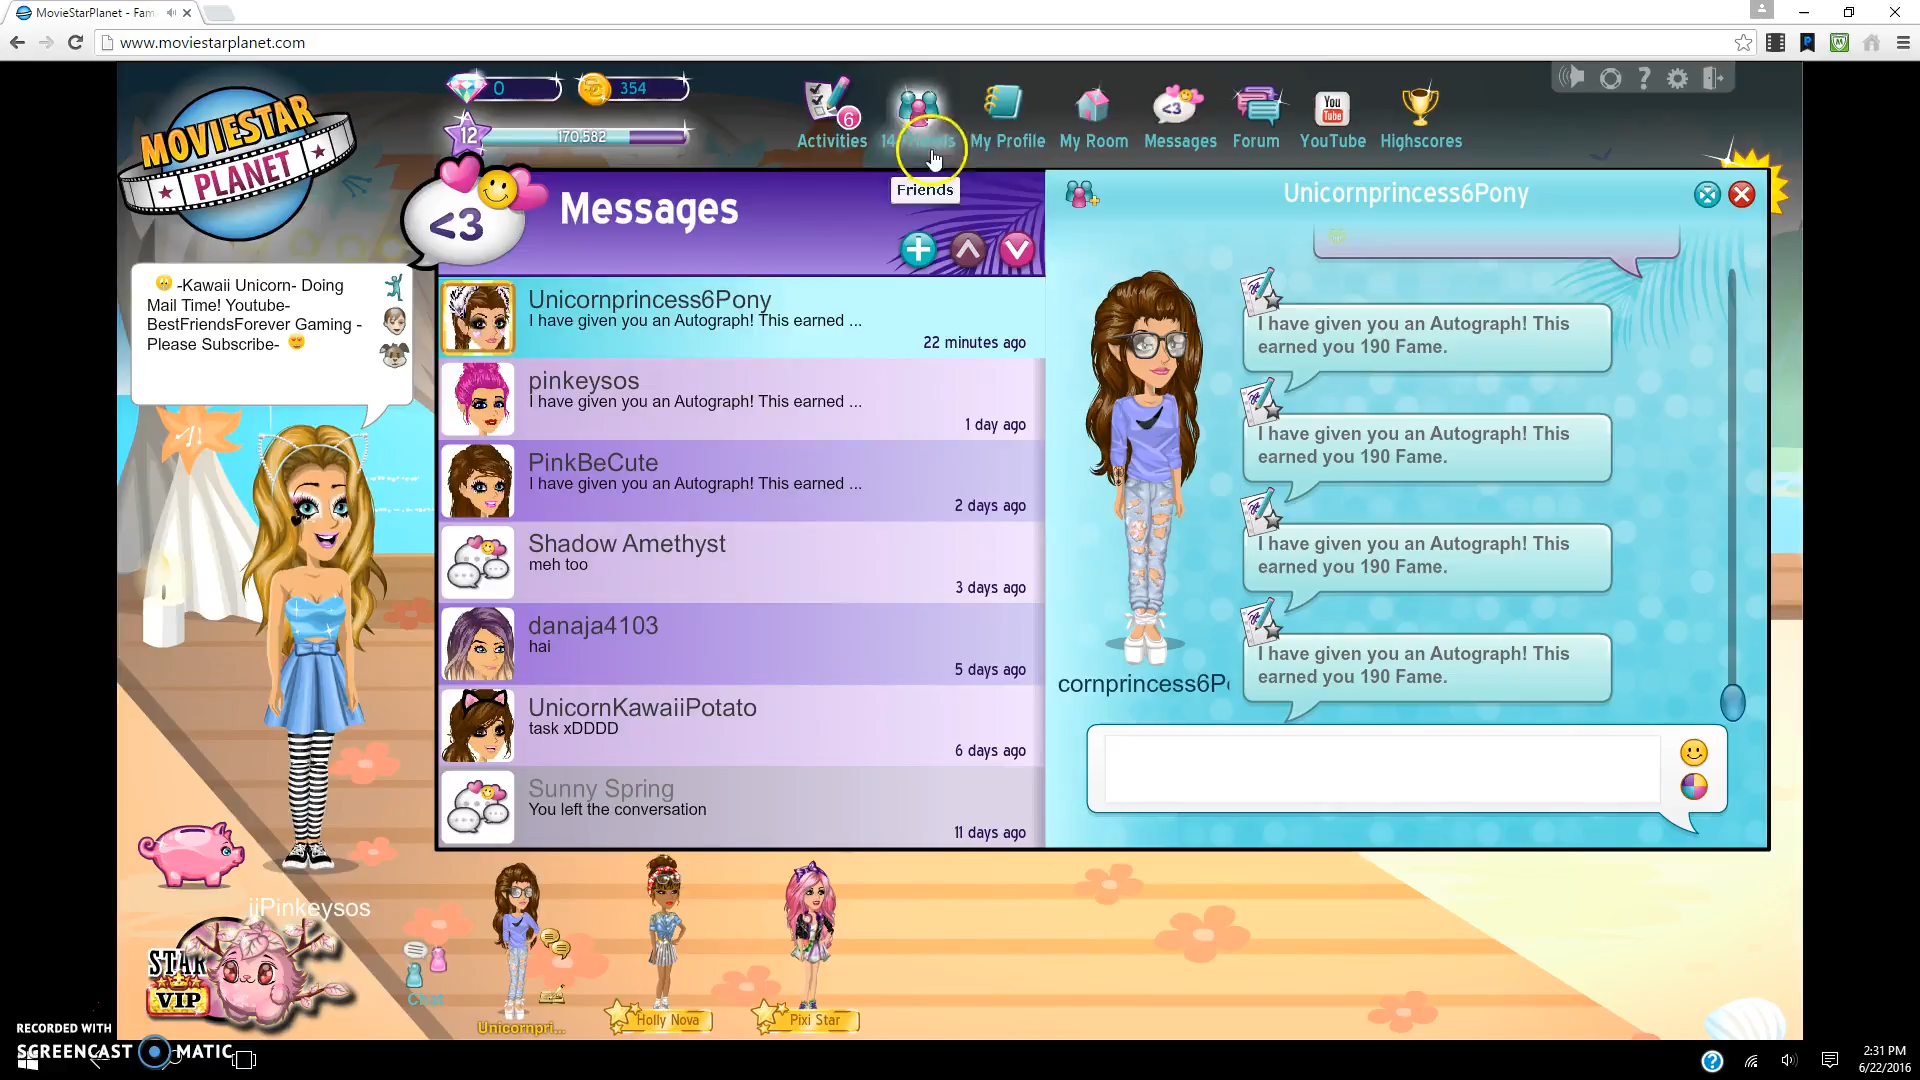 MovieStarPlanet - Fam
www.moviestarplanet.com
MOVIESTAR
PLANET
0
354
12
170,582
6
Activities
My Profile
<3
My Room
Messages
Forum
You
Tube
YouTube
Highscores
Friends
<3
Messages
UnicornPrincess6Pony
-Kawaii Unicorn- Doing
Mail Time! Youtube-
BestFriendsForever Gaming -
Please Subscribe-
Unicornprincess6Pony
I have given you an Autograph! This earned ...
22 minutes ago
pinkeysos
I have given you an Autograph! This earned ...
1 day ago
PinkBeCute
I have given you an Autograph! This earned ...
2 days ago
Shadow Amethyst
meh too
3 days ago
danaja4103
hai
5 days ago
UnicornKawaiiPotato
task xDDDD
6 days ago
Sunny Spring
You left the conversation
11 days ago
I have given you an Autograph! This
earned you 190 Fame.
I have given you an Autograph! This
earned you 190 Fame.
I have given you an Autograph! This
earned you 190 Fame.
I have given you an Autograph! This
earned you 190 Fame.
cornprincess6P
iiPinkeysos
STAR
VIP
Chat
Unicornpri...
Holly Nova
Pixi Star
RECORDED WITH
SCREENCAST MATIC
2:31 PM
6/22/2016